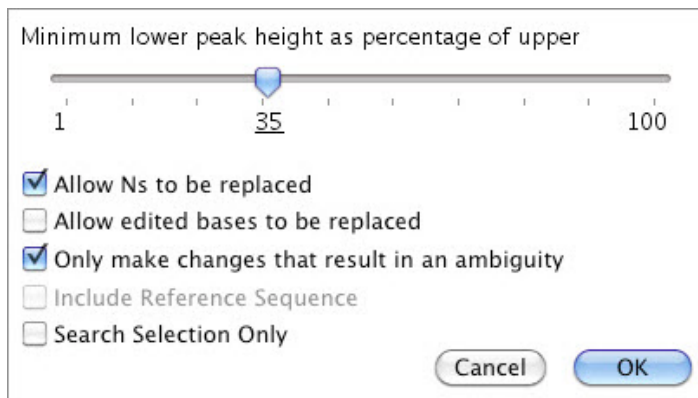 Minimum lower peak height as percentage of upper
1 35 100
Allow Ns to be replaced
Allow edited bases to be replaced
Only make changes that result in an ambiguity
Include Reference Sequence
Search Selection Only
Cancel OK